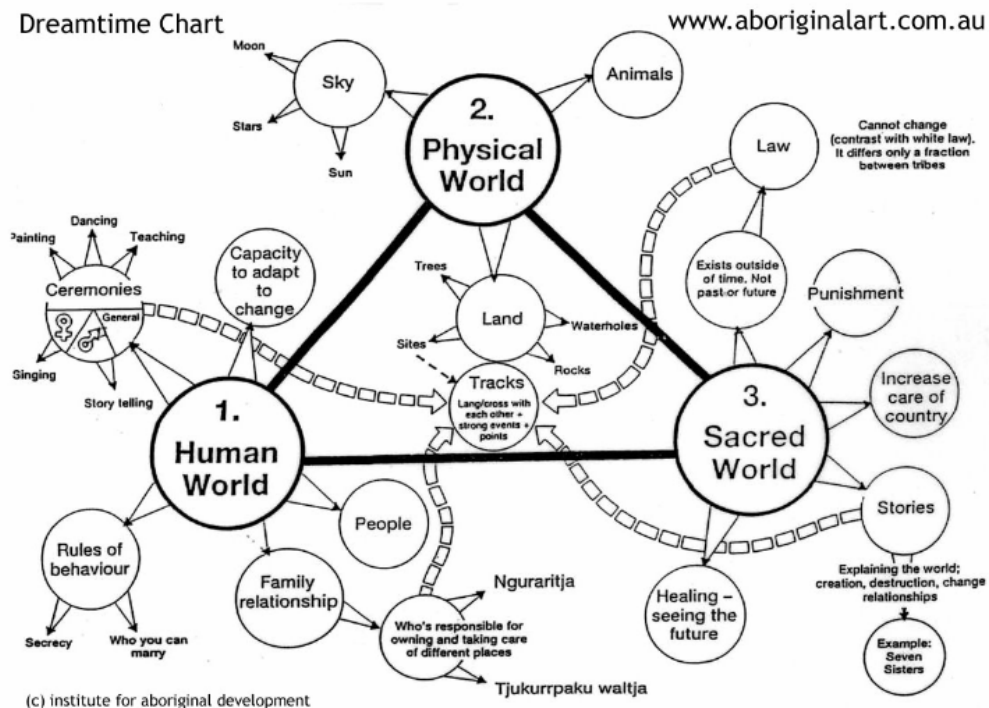 Dreamtime Chart
www.aboriginalart.com.au
Moon
Sky
Stars
Sun
2.
Physical
World
Animals
Law
Cannot change
(contrast with white law).
It differs only a fraction
between tribes
Painting
Dancing
Teaching
Ceremonies
General
Singing
Story telling
Capacity
to adapt
to
change
Trees
Land
Waterholes
Sites
Rocks
Tracks
Lang/cross with
each other +
strong events +
points
Exists outside
of time. Not
past or future
Punishment
Increase
care of
country
1.
Human
World
3.
Sacred
World
People
Rules of
behaviour
Secrecy
Who you can
marry
Family
relationship
Who's responsible for
owning and taking care
of different places
Nguraritja
Tjukurrpaku waltja
Healing –
seeing the
future
Stories
Explaining the world;
creation, destruction, change
relationships
Example:
Seven
Sisters
(c) institute for aboriginal development